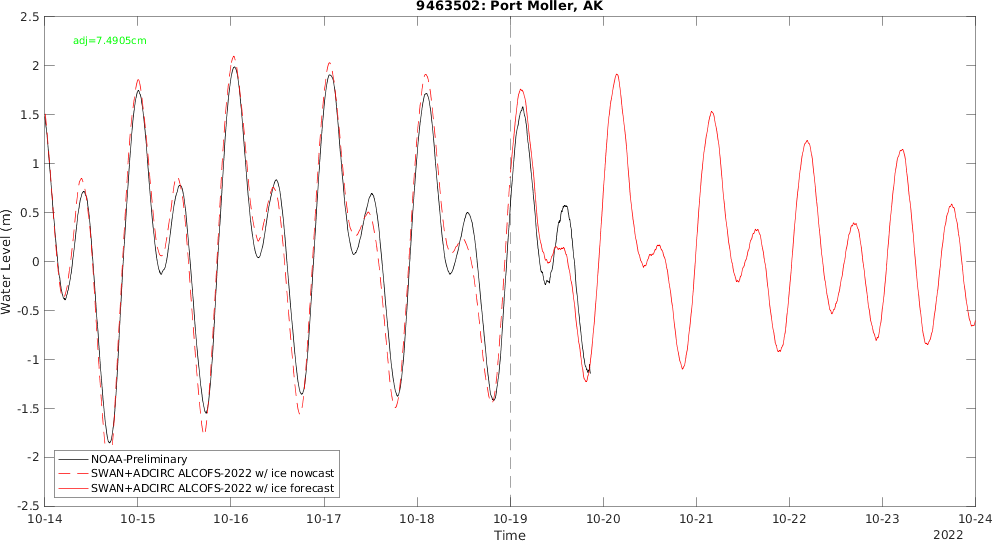 9463502: Port Moller, AK
adj=7.4905cm
2.5
2
1.5
1
0.5
0
-0.5
-1
-1.5
-2
-2.5
Water Level (m)
NOAA-Preliminary
SWAN+ADCIRC ALCOFS-2022 w/ ice nowcast
SWAN+ADCIRC ALCOFS-2022 w/ ice forecast
10-14 10-15 10-16 10-17 10-18 10-19 10-20 10-21 10-22 10-23 10-24
Time
2022